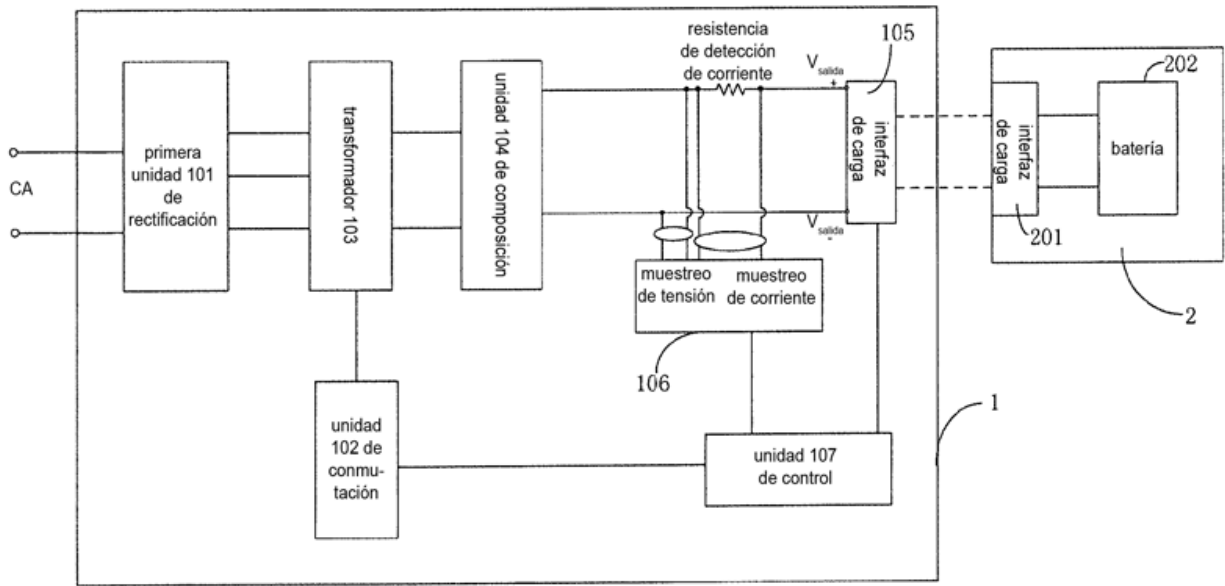 CA
primera
unidad 101
de
rectificación
transformador 103
unidad 104 de composición
resistencia
de detección
de corriente
V salida
+
105
interfaz
de carga
V salida
-
muestreo
de tensión
muestreo
de corriente
106
unidad
102 de
conmu-
tación
unidad 107
de control
1
interfaz
de carga
201
202
batería
2